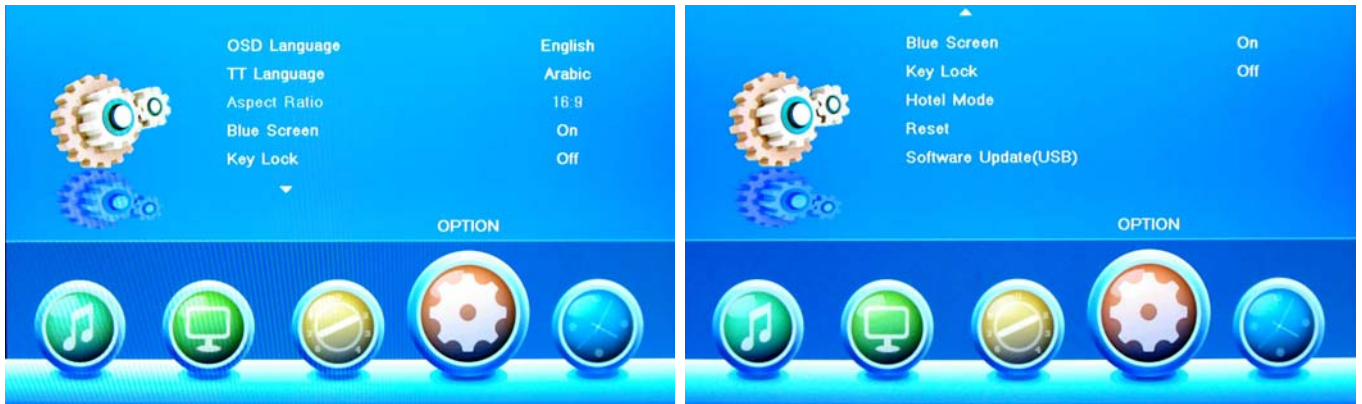 OSD Language English
TT Language Arabic
Aspect Ratio 16:9
Blue Screen On
Key Lock Off
OPTION
Blue Screen On
Key Lock Off
Hotel Mode
Reset
Software Update(USB)
OPTION